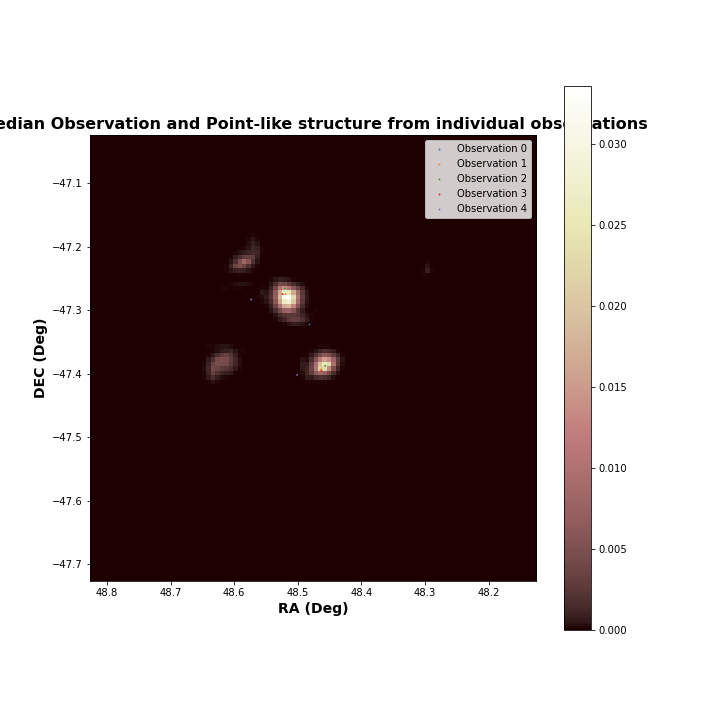 edian Observation and Point-like structure from individual observations
Observation 0
Observation 1
Observation 2
Observation 3
Observation 4
0.030
0.025
0.020
0.015
0.010
0.005
0.000
−47.1
−47.2
−47.3
−47.4
−47.5
−47.6
−47.7
DEC (Deg)
48.8 48.7 48.6 48.5 48.4 48.3 48.2
RA (Deg)